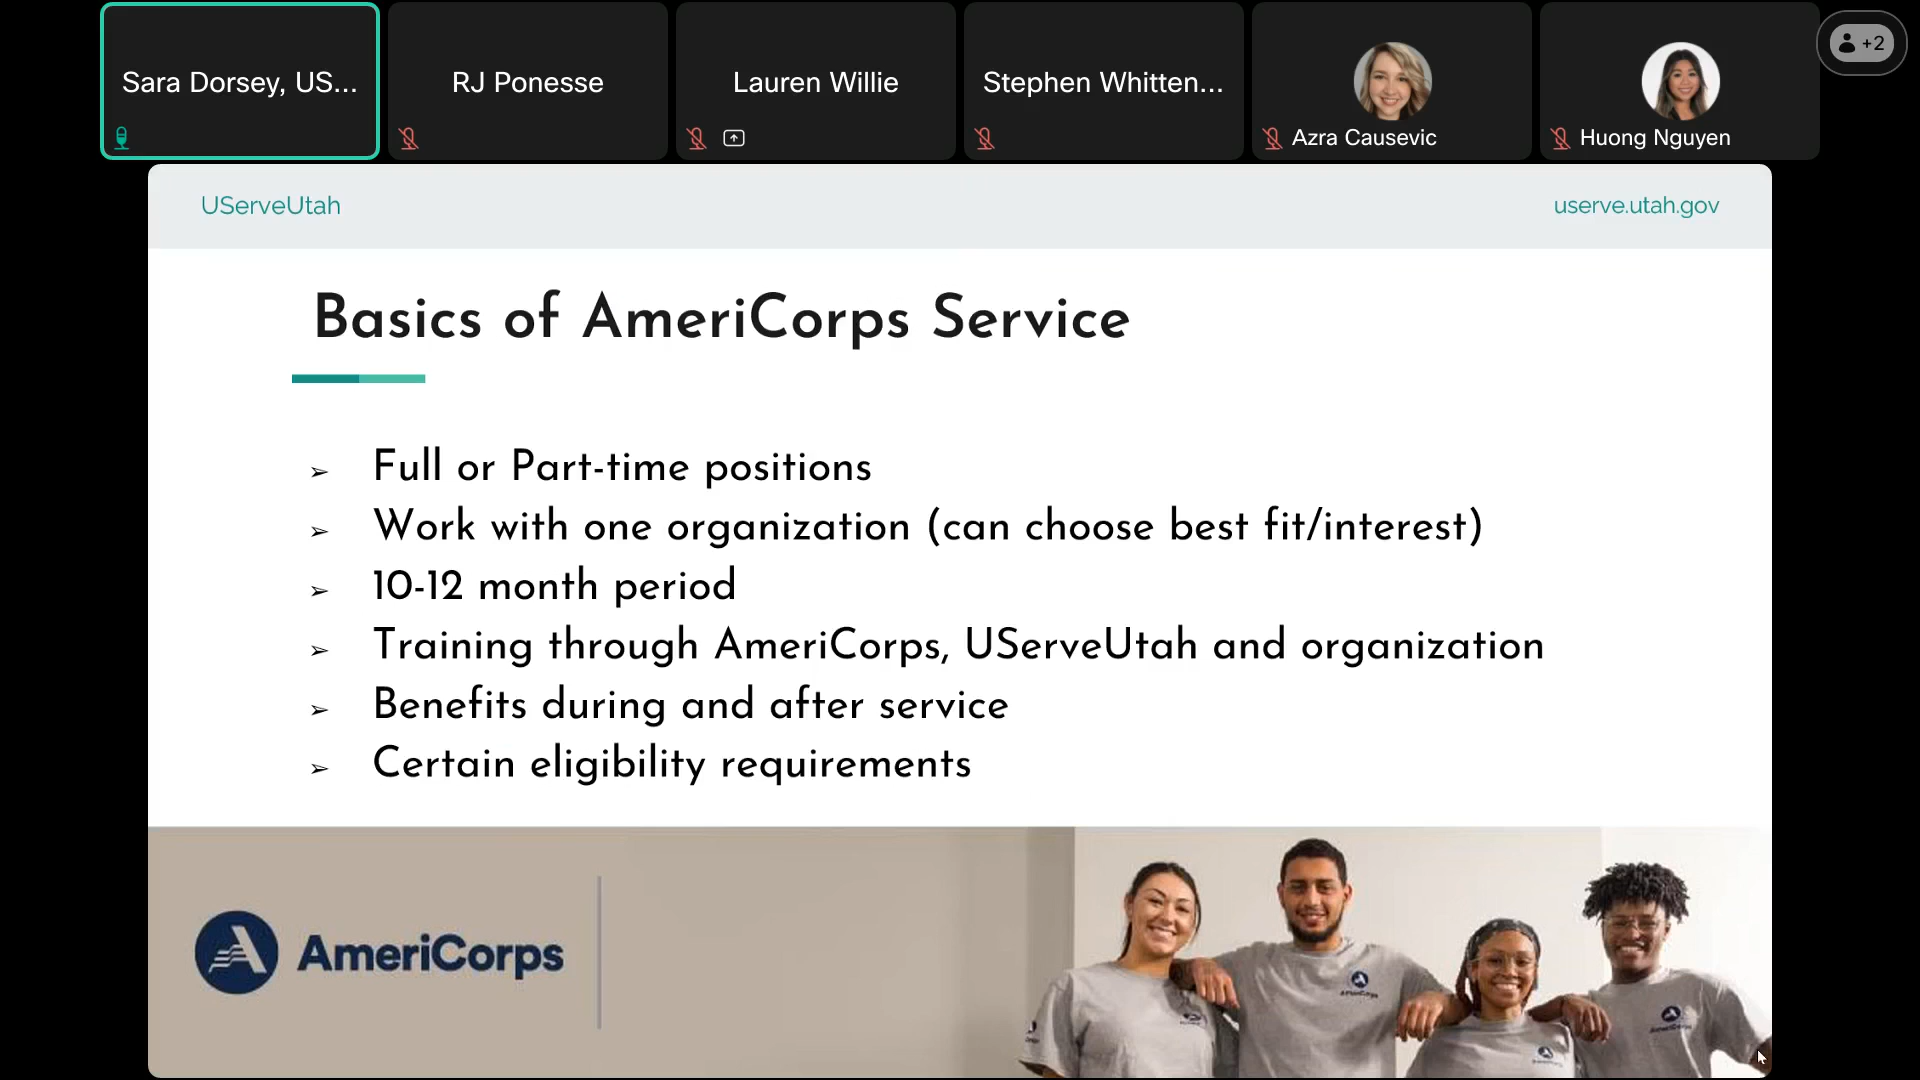 Sara Dorsey, US...
RJ Ponesse
Lauren Willie
Stephen Whitten...
Azra Causevic
Huong Nguyen
+2
UServeUtah
userve.utah.gov
Basics of AmeriCorps Service
➢ Full or Part-time positions
➢ Work with one organization (can choose best fit/interest)
➢ 10-12 month period
➢ Training through AmeriCorps, UServeUtah and organization
➢ Benefits during and after service
➢ Certain eligibility requirements
AmeriCorps
AmeriCorps
AmeriCorps